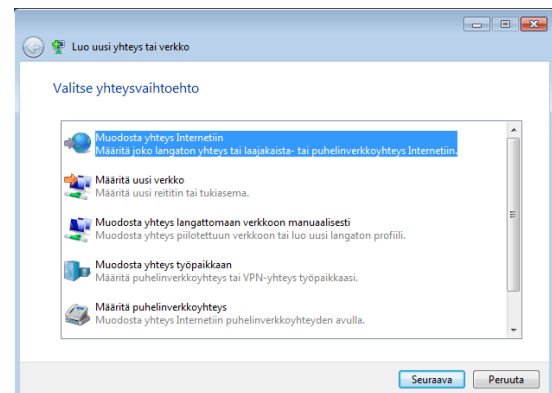 Luo uusi yhteys tai verkko
Valitse yhteysvaihtoehto
Muodosta yhteys Internetiin
Määritä joko langaton yhteys tai laajakaista- tai puhelinverkkoyhteys Internetiin.
Määritä uusi verkko
Määritä uusi reititin tai tukiasema.
Muodosta yhteys langattomaan verkkoon manuaalisesti
Muodosta yhteys piilotettuun verkkoon tai luo uusi langaton profiili.
Muodosta yhteys työpaikkaan
Määritä puhelinverkkoyhteys tai VPN-yhteys työpaikkaasi.
Määritä puhelinverkkoyhteys
Muodosta yhteys Internetiin puhelinverkkoyhteyden avulla.
Seuraava Peruuta